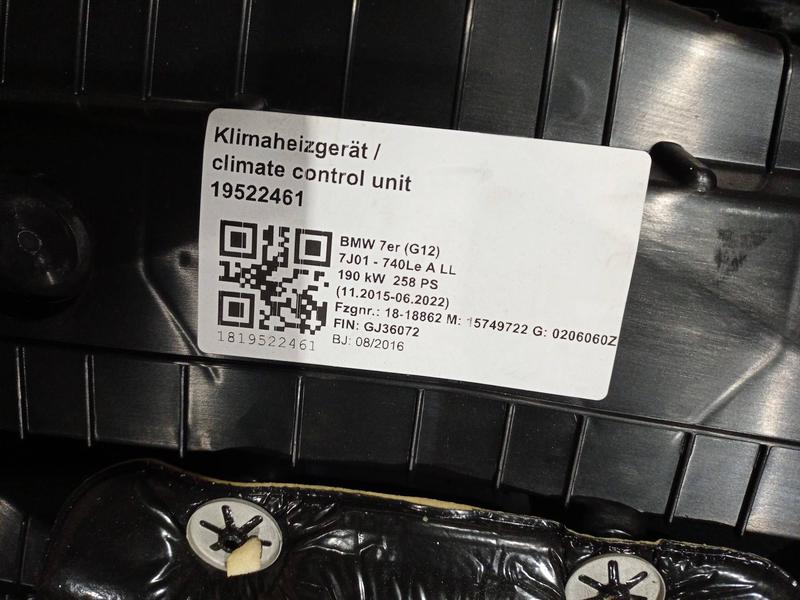 Klimaheizgerät /
climate control unit
19522461
BMW 7er (G12)
7J01 - 740Le A LL
190 kW 258 PS
(11.2015-06.2022)
Fzgnr.: 18-18862 M: 15749722 G: 0206060Z
FIN: GJ36072
BJ: 08/2016
1819522461